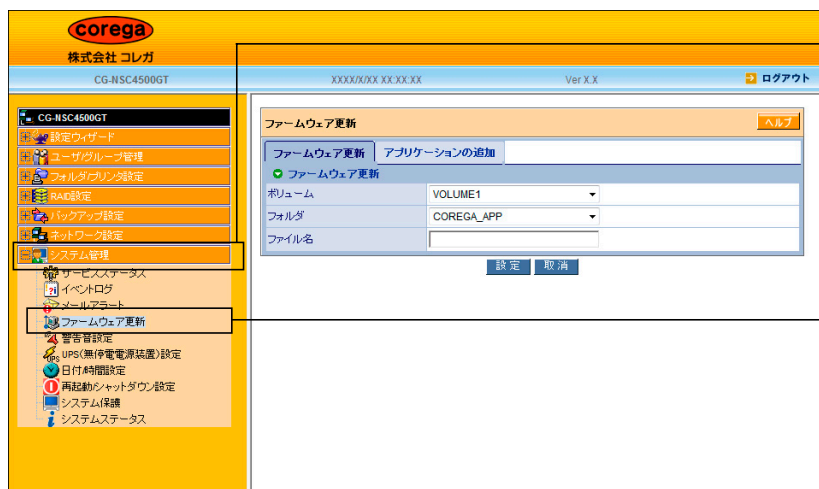 corega
株式会社 コレガ
CG-NSC4500GT XXXX/X/XX XX:XX:XX Ver X.X ログアウト
CG-NSC4500GT
設定ウィザード
ユーザ/グループ管理
フォルダ/プリンタ設定
RAID設定
バックアップ設定
ネットワーク設定
システム管理
サービスステータス
イベントログ
メールアラート
ファームウェア更新
警告音設定
UPS(無停電電源装置)設定
日付/時間設定
再起動/シャットダウン設定
システム保護
システムステータス
ファームウェア更新 ヘルプ
ファームウェア更新 アプリケーションの追加
ファームウェア更新
ボリューム VOLUME1
フォルダ COREGA_APP
ファイル名
設定 取消